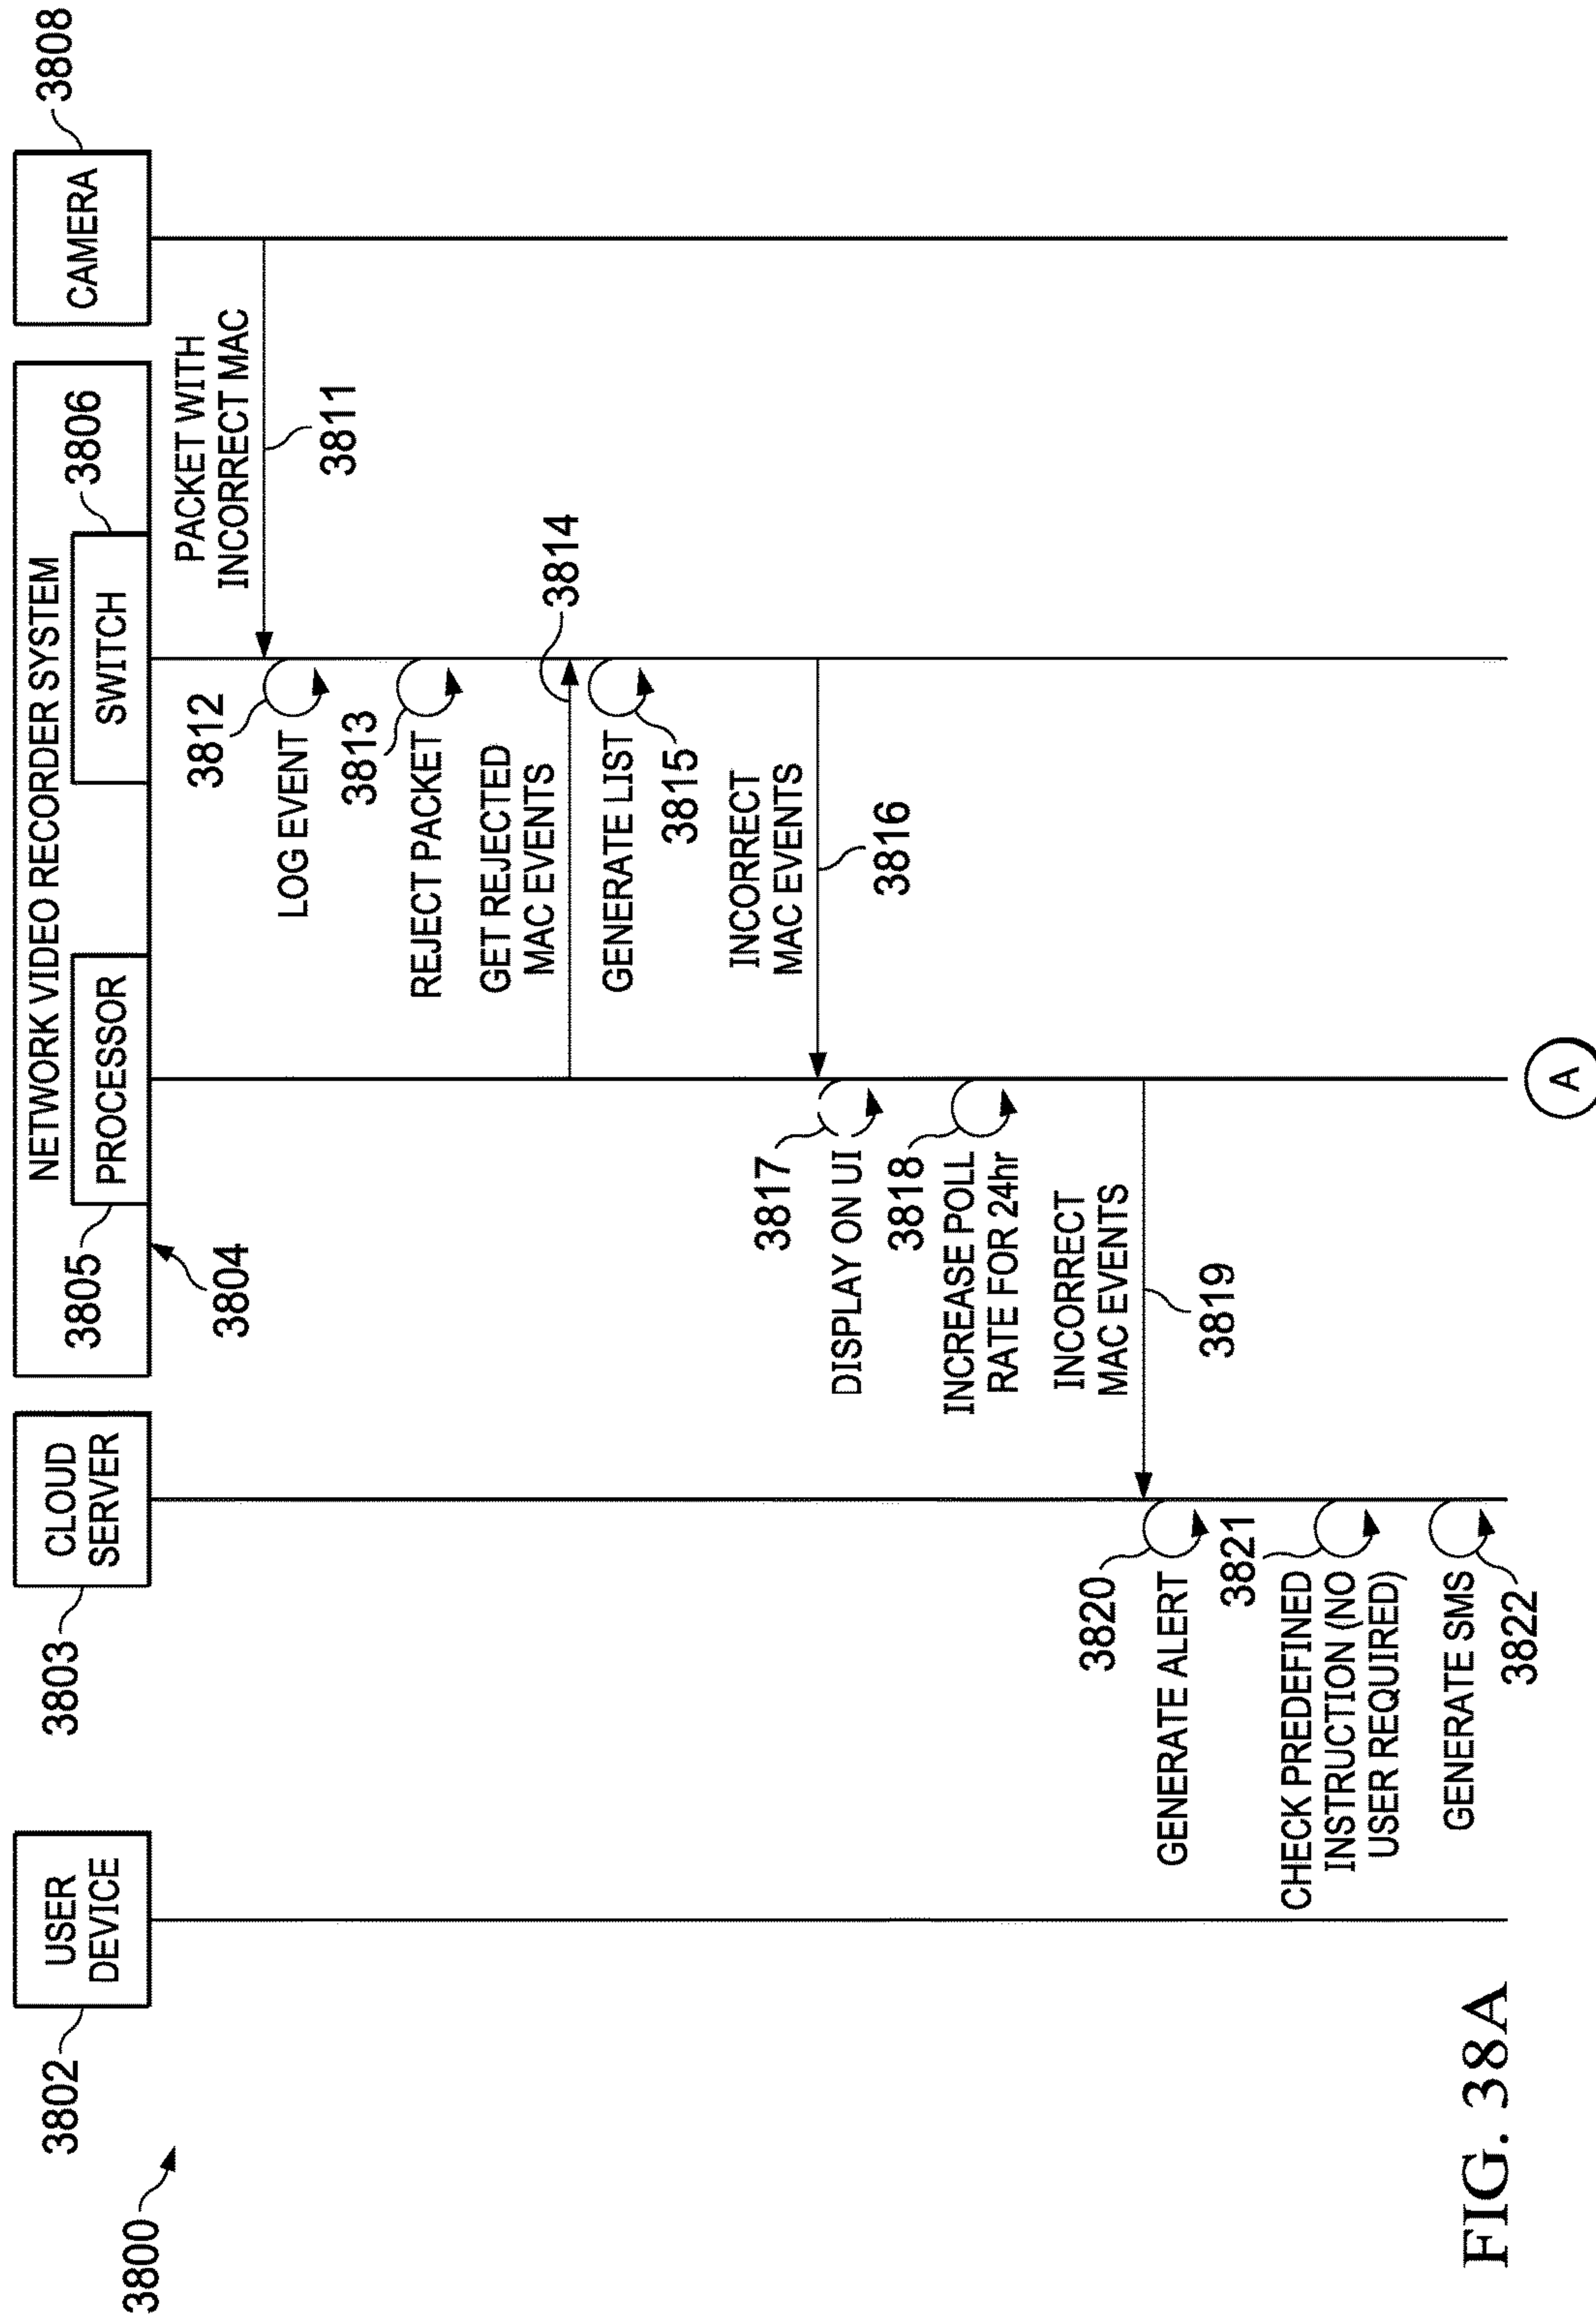 3800
3802
USER
DEVICE
3803
CLOUD
SERVER
3804
NETWORK VIDEO RECORDER SYSTEM
3805
PROCESSOR
SWITCH
3806
CAMERA
3808
PACKET WITH
INCORRECT MAC
3811
3812
LOG EVENT
3813
REJECT PACKET
GET REJECTED
MAC EVENTS
3814
GENERATE LIST
3815
INCORRECT
MAC EVENTS
3816
3817
DISPLAY ON UI
3818
INCREASE POLL
RATE FOR 24hr
INCORRECT
MAC EVENTS
3819
3820
GENERATE ALERT
3821
CHECK PREDEFINED
INSTRUCTION (NO
USER REQUIRED)
GENERATE SMS
3822
A
FIG. 38A